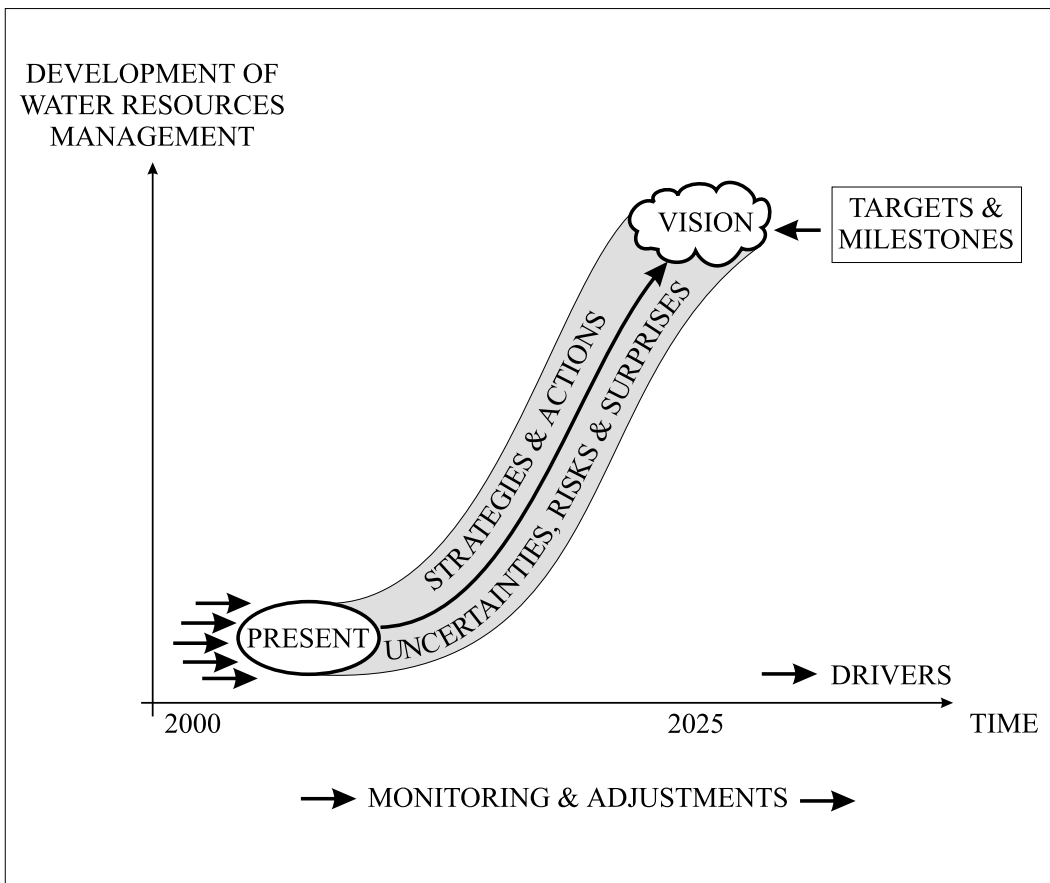 DEVELOPMENT OF
WATER RESOURCES
MANAGEMENT
VISION
TARGETS &
MILESTONES
STRATEGIES & ACTIONS
UNCERTAINTIES, RISKS & SURPRISES
PRESENT
DRIVERS
2000
2025
TIME
MONITORING & ADJUSTMENTS